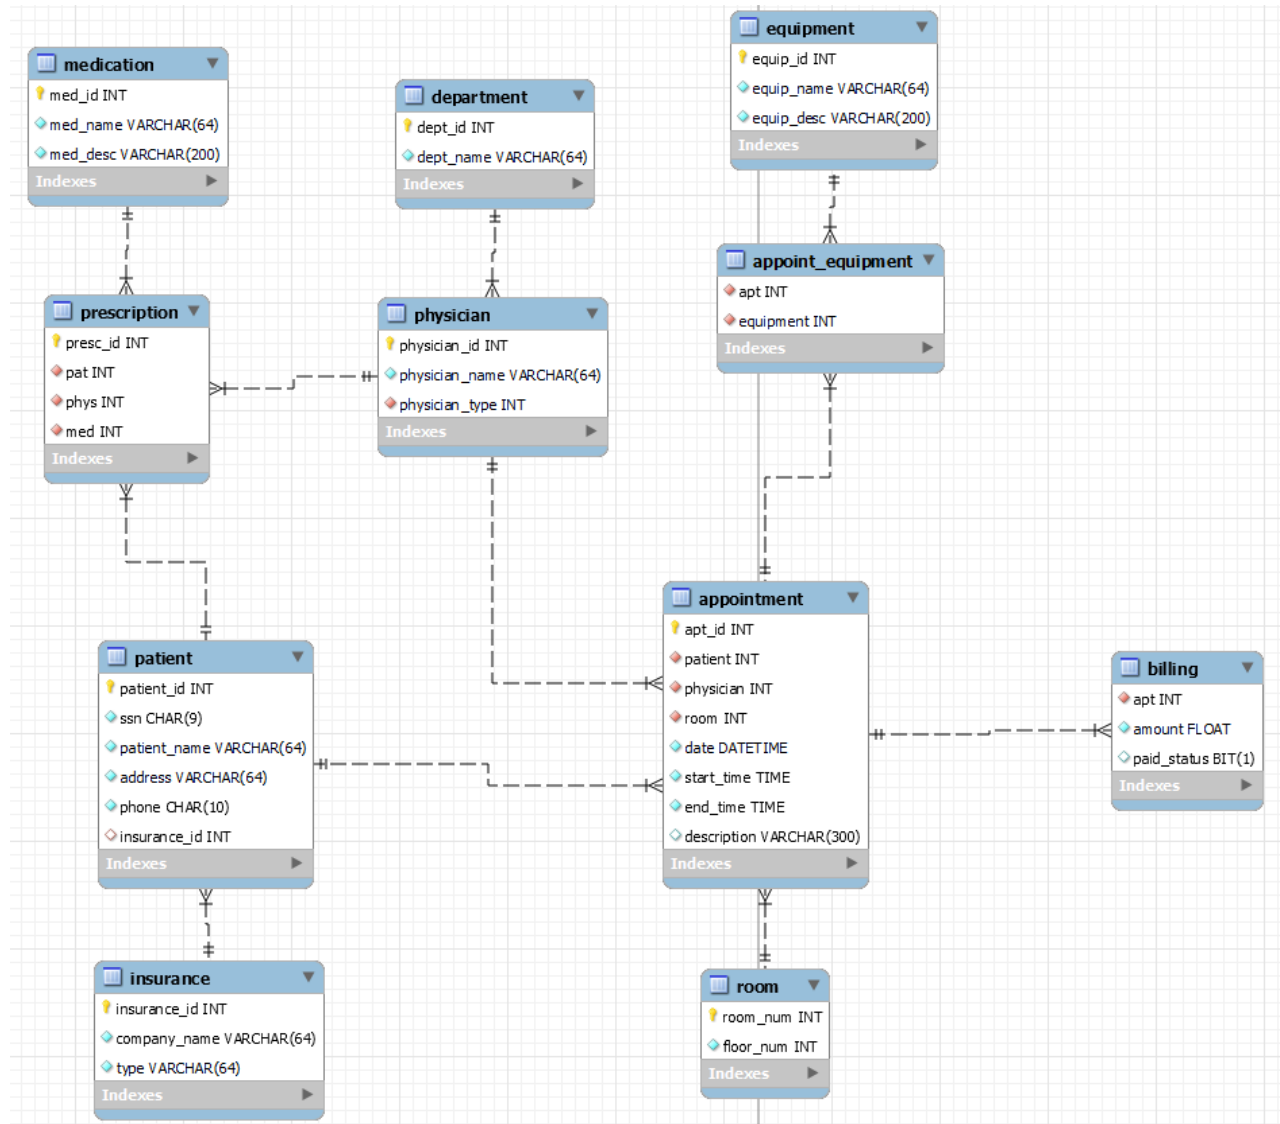 medication
med_id INT
med_name VARCHAR(64)
med_desc VARCHAR(200)
Indexes
department
dept_id INT
dept_name VARCHAR(64)
Indexes
equipment
equip_id INT
equip_name VARCHAR(64)
equip_desc VARCHAR(200)
Indexes
prescription
presc_id INT
pat INT
phys INT
med INT
Indexes
physician
physician_id INT
physician_name VARCHAR(64)
physician_type INT
Indexes
appoint_equipment
apt INT
equipment INT
Indexes
patient
patient_id INT
ssn CHAR(9)
patient_name VARCHAR(64)
address VARCHAR(64)
phone CHAR(10)
insurance_id INT
Indexes
appointment
apt_id INT
patient INT
physician INT
room INT
date DATETIME
start_time TIME
end_time TIME
description VARCHAR(300)
Indexes
billing
apt INT
amount FLOAT
paid_status BIT(1)
Indexes
insurance
insurance_id INT
company_name VARCHAR(64)
type VARCHAR(64)
Indexes
room
room_num INT
floor_num INT
Indexes